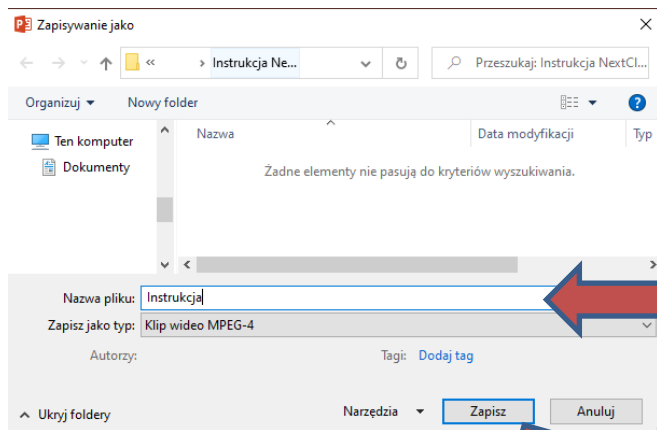 Zapisywanie jako
« › Instrukcja Ne... Przeszukaj: Instrukcja NextCl...
Organizuj Nowy folder
Nazwa Data modyfikacji Typ
Ten komputer
Dokumenty
Żadne elementy nie pasują do kryteriów wyszukiwania.
Nazwa pliku: Instrukcja
Zapisz jako typ: Klip wideo MPEG-4
Autorzy: Tagi: Dodaj tag
Ukryj foldery Narzędzia Zapisz Anuluj